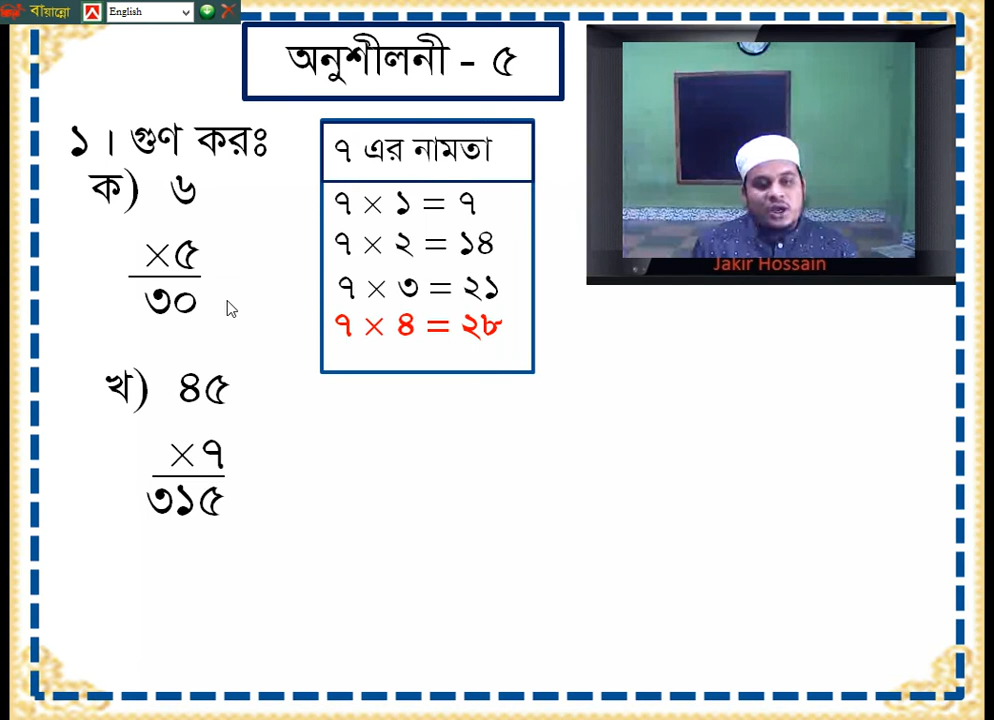 বায়ান্নো English
অনুশীলনী - ৫
১। গুণ করঃ
ক) ৬
×৫
৩০
খ) ৪৫
×৭
৩১৫
৭ এর নামতা
৭ × ১ = ৭
৭ × ২ = ১৪
৭ × ৩ = ২১
৭ × ৪ = ২৮
Jakir Hossain